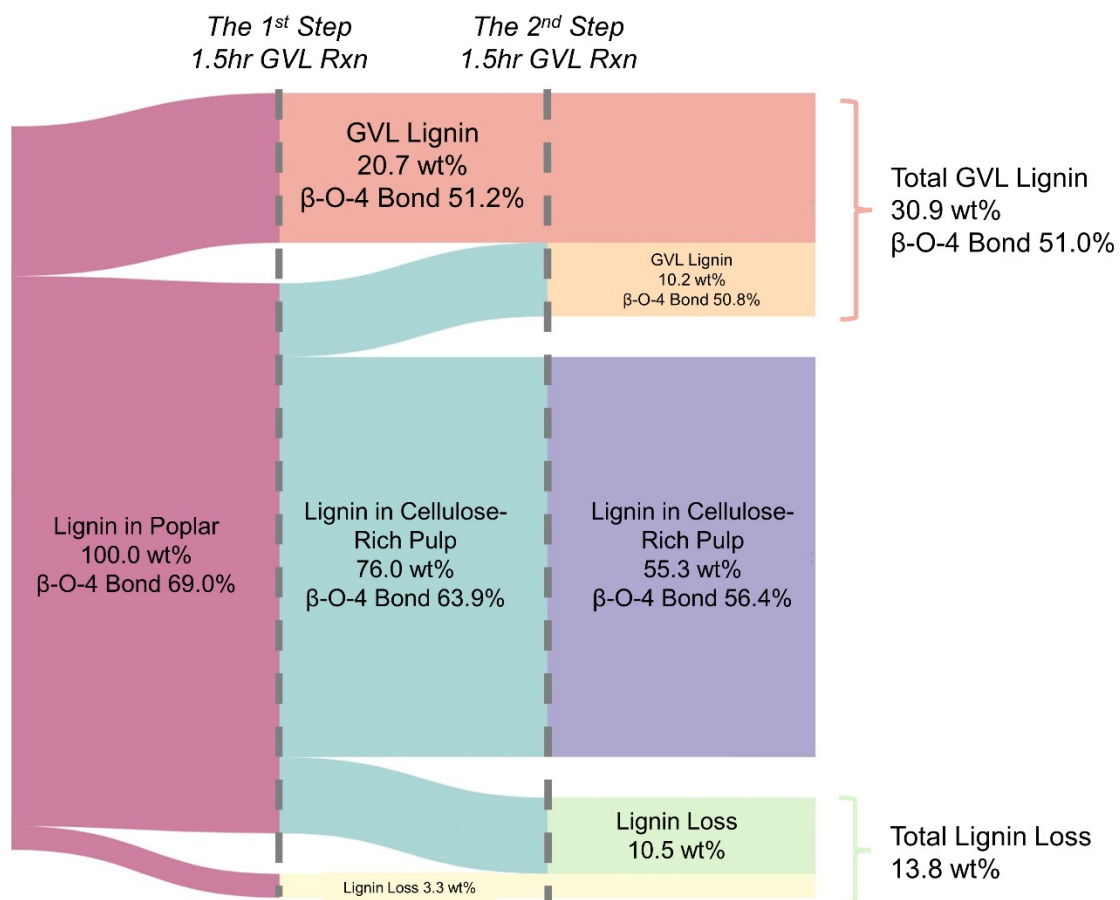 The 1st Step
1.5hr GVL Rxn
The 2nd Step
1.5hr GVL Rxn
GVL Lignin
20.7 wt%
β-O-4 Bond 51.2%
GVL Lignin
10.2 wt%
β-O-4 Bond 50.8%
Total GVL Lignin
30.9 wt%
β-O-4 Bond 51.0%
Lignin in Poplar
100.0 wt%
β-O-4 Bond 69.0%
Lignin in Cellulose-
Rich Pulp
76.0 wt%
β-O-4 Bond 63.9%
Lignin in Cellulose-
Rich Pulp
55.3 wt%
β-O-4 Bond 56.4%
Lignin Loss
10.5 wt%
Lignin Loss 3.3 wt%
Total Lignin Loss
13.8 wt%